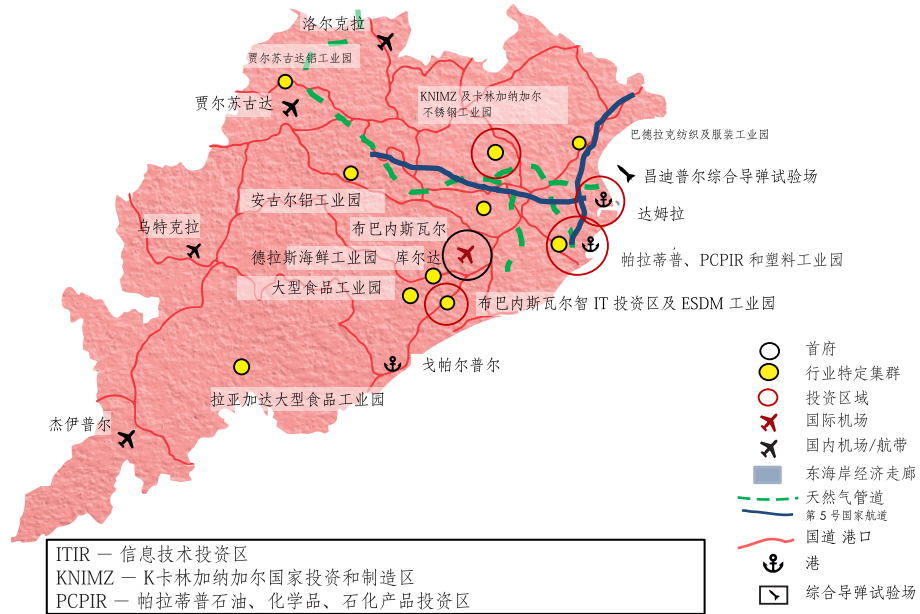 洛尔克拉
贾尔苏古达铝工业园
贾尔苏古达
KNIMZ 及卡林加纳加尔
不锈钢工业园
巴德拉克纺织及服装工业园
昌迪普尔综合导弹试验场
安吉尔铝工业园
达姆拉
乌特克拉
布巴内斯瓦尔
德拉斯海鲜工业园
库尔达
帕拉蒂普、PCPIR 和塑料工业园
大型食品工业园
布巴内斯瓦尔智 IT 投资区及 ESDM 工业园
戈帕尔普尔
拉亚加达大型食品工业园
杰伊普尔
首府
行业特定集群
投资区域
国际机场
国内机场/航带
东海岸经济走廊
天然气管道
第 5 号国家航道
国道 港口
港
综合导弹试验场
ITIR – 信息技术投资区
KNIMZ – K卡林加纳加尔国家投资和制造区
PCPIR – 帕拉蒂普石油、化学品、石化产品投资区